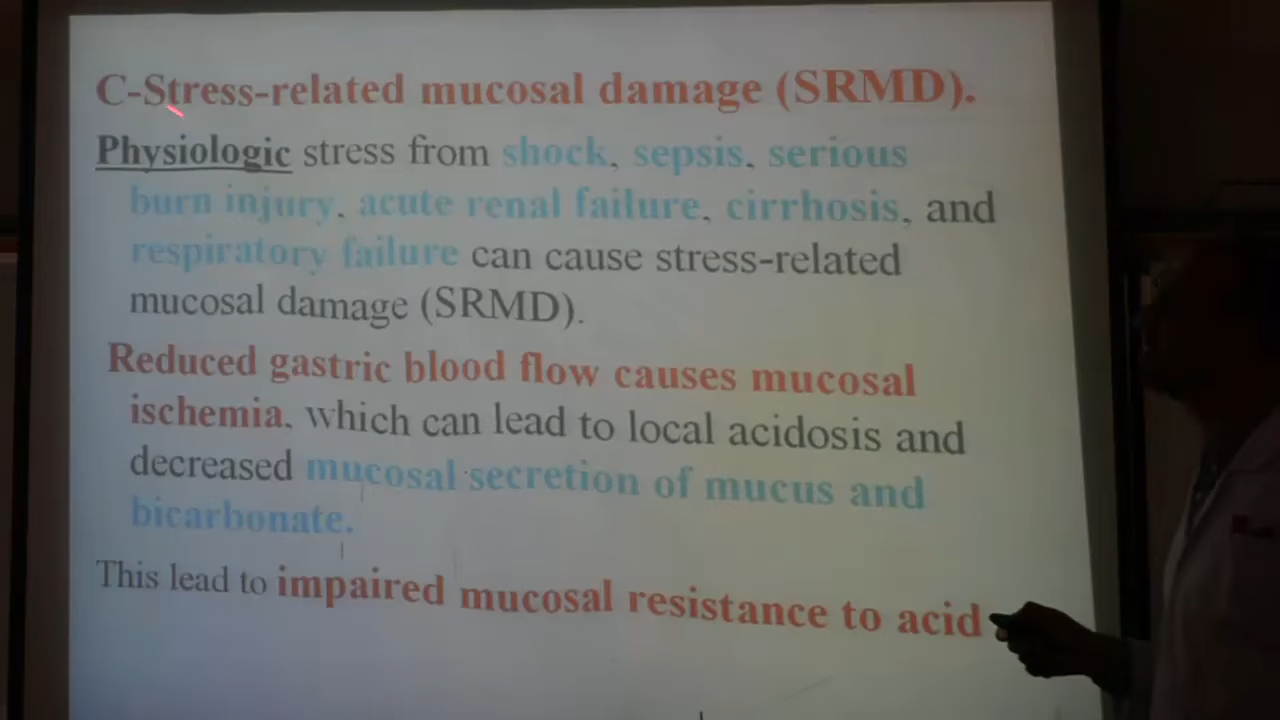 C-Stress-related mucosal damage (SRMD).
Physiologic stress from shock, sepsis, serious
burn injury, acute renal failure, cirrhosis, and
respiratory failure can cause stress-related
mucosal damage (SRMD).
Reduced gastric blood flow causes mucosal
ischemia, which can lead to local acidosis and
decreased mucosal secretion of mucus and
bicarbonate.
This lead to impaired mucosal resistance to acid